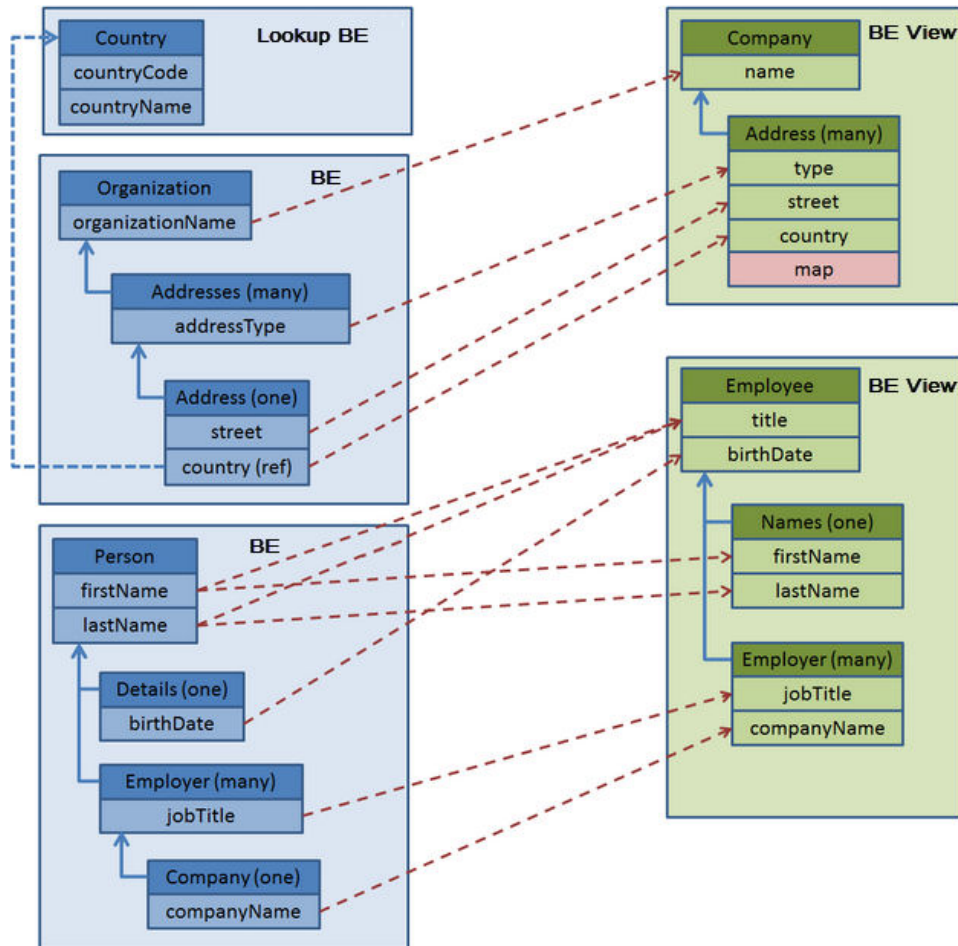 Lookup BE
Country
countryCode
countryName
BE
Organization
organizationName
Addresses (many)
addressType
Address (one)
street
country (ref)
BE
Person
firstName
lastName
Details (one)
birthDate
Employer (many)
jobTitle
Company (one)
companyName
BE View
Company
name
Address (many)
type
street
country
map
BE View
Employee
title
birthDate
Names (one)
firstName
lastName
Employer (many)
jobTitle
companyName